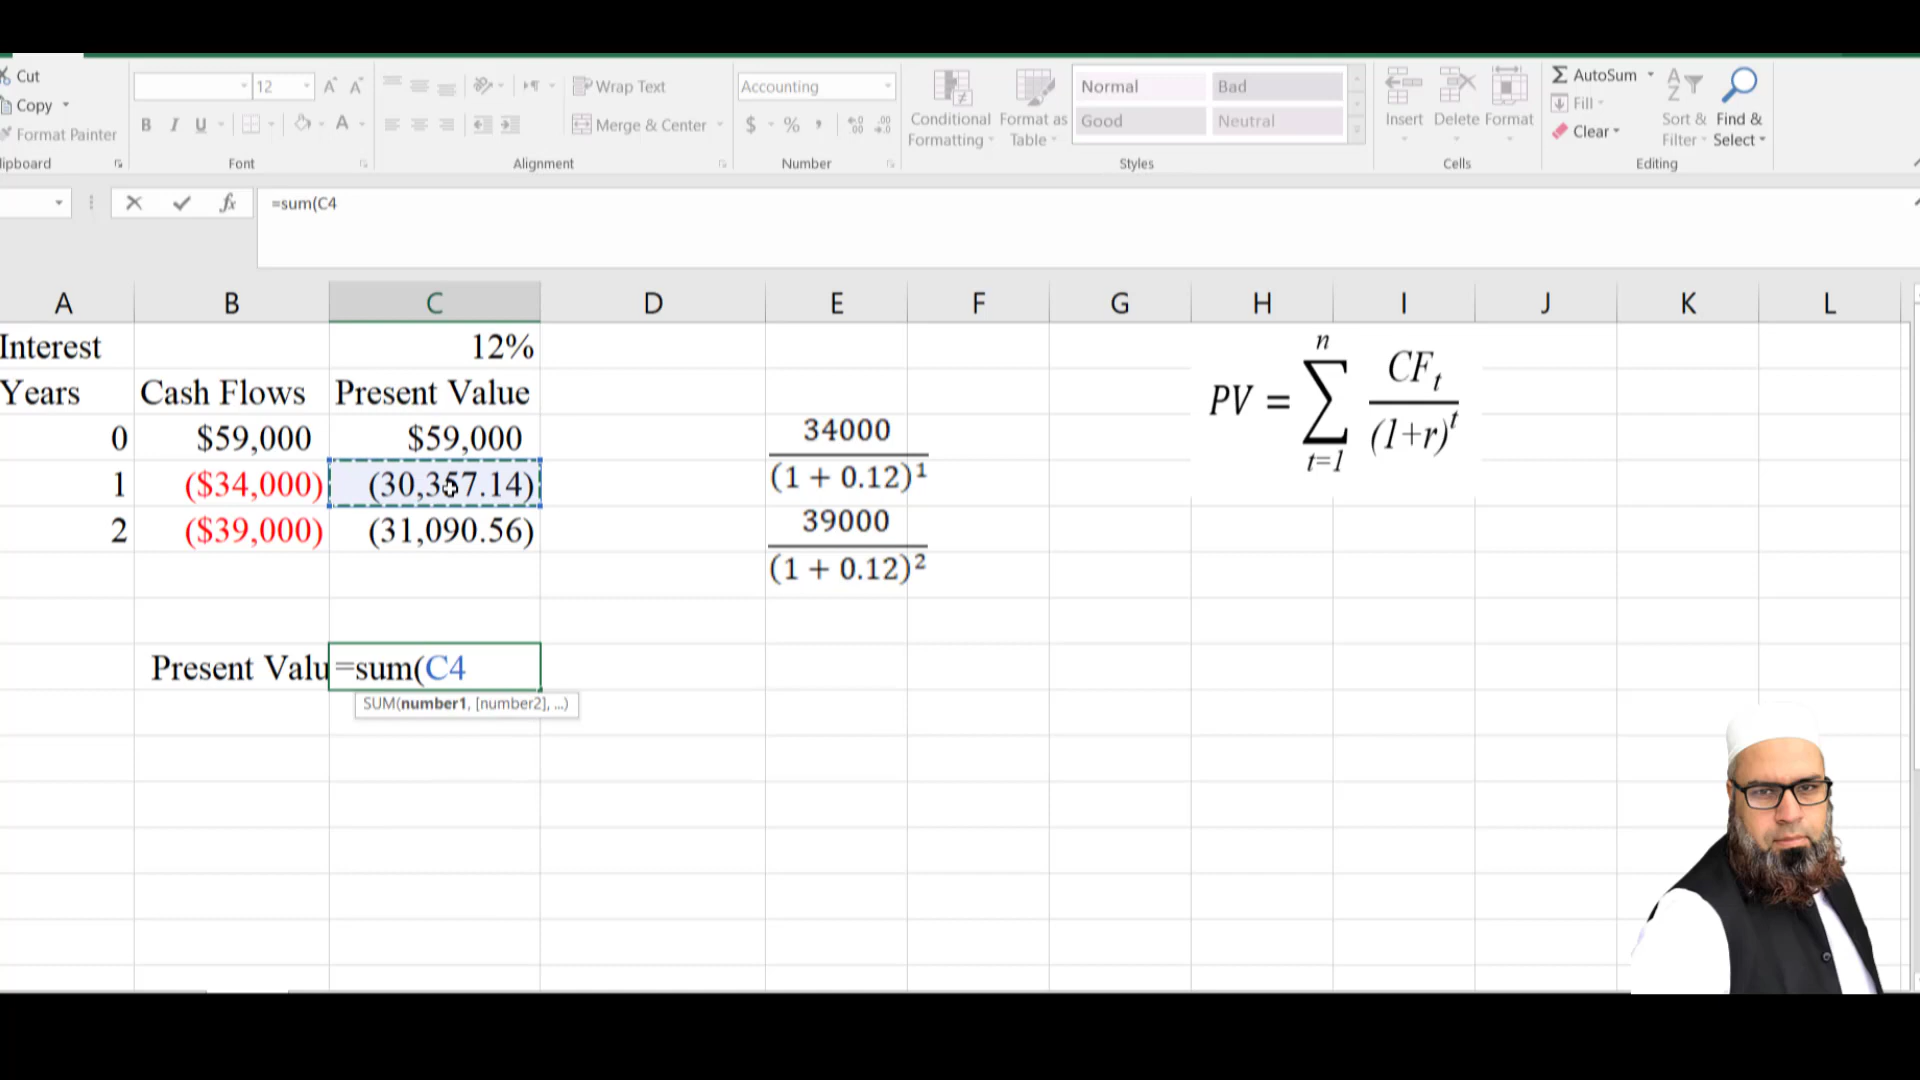 Cut
Copy
Format Painter
lipboard
12
B I U
Font
Wrap Text
Merge & Center
Alignment
Accounting
$ % ,
Number
Conditional Formatting
Format as Table
Normal
Bad
Good
Neutral
Styles
Insert
Delete
Format
Cells
AutoSum
Fill
Clear
Sort & Filter
Find & Select
Editing
fx
=sum(C4
A B C D E F G H I J K L
Interest 12%
Years Cash Flows Present Value
0 $59,000 $59,000
1 ($34,000) (30,357.14)
2 ($39,000) (31,090.56)
34000
(1 + 0.12)¹
39000
(1 + 0.12)²
n
PV = ∑ CFt
(1+r)^t
t=1
Present Valu =sum(C4
SUM(number1, [number2], ...)